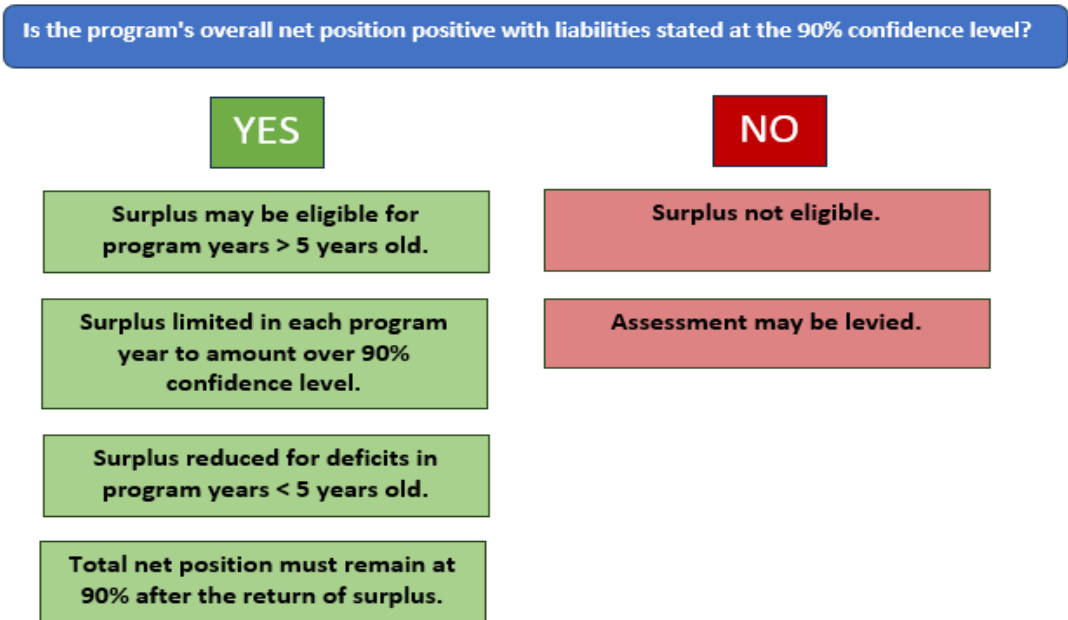 Is the program's overall net position positive with liabilities stated at the 90% confidence level?
YES
Surplus may be eligible for
program years > 5 years old.
Surplus limited in each program
year to amount over 90%
confidence level.
Surplus reduced for deficits in
program years < 5 years old.
Total net position must remain at
90% after the return of surplus.
NO
Surplus not eligible.
Assessment may be levied.